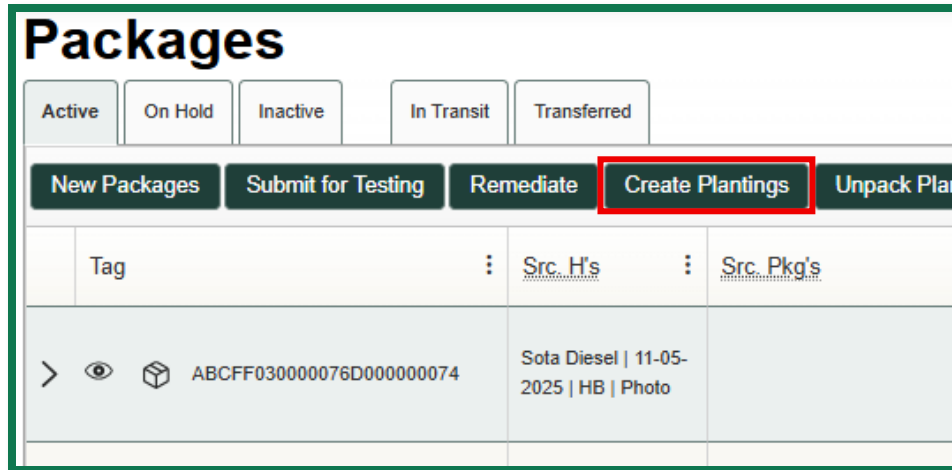 Packages
Active On Hold Inactive In Transit Transferred
New Packages Submit for Testing Remediate Create Plantings Unpack
Tag Src. H's Src. Pkg's
ABCFF030000076D000000074
Sota Diesel | 11-05-
2025 | HB | Photo